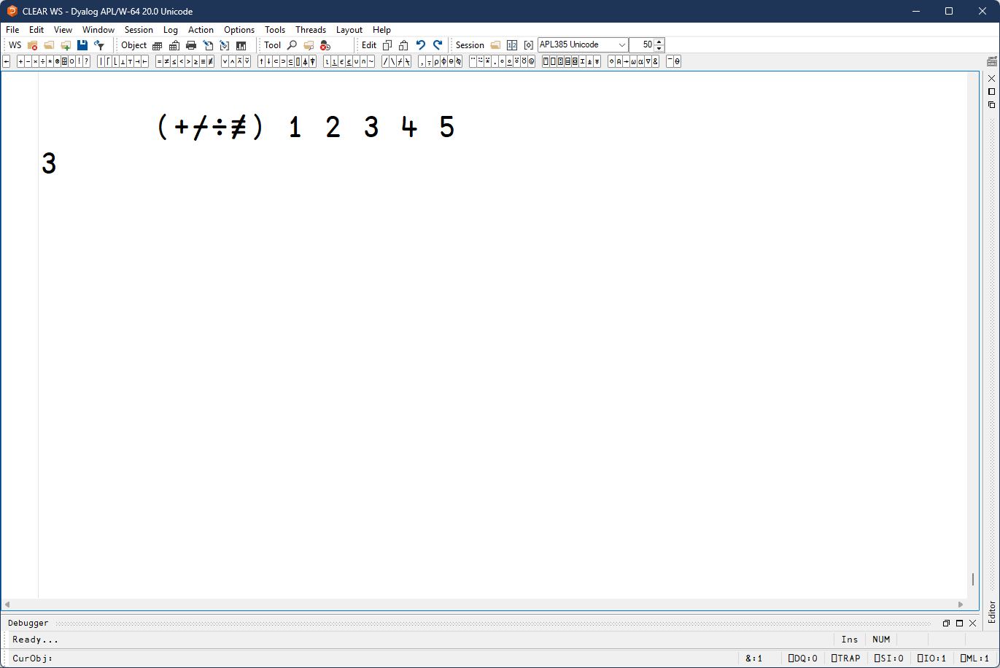 CLEAR WS - Dyalog APL/W-64 20.0 Unicode
File Edit View Window Session Log Action Options Tools Threads Layout Help
WS Object Tool Edit Session APL385 Unicode 50
← +-×÷*⍟⌹○!? |⌈⌊⊥⊤⊣⊢ =≠≤<>≥≡≢ ∨∧⍲⍱ ↑↓⊂⊃⊆⌷⍋⍒ ⍳⍸∊⍷∪∩~ /\⌿⍀ ,⍪⍴⌽⊖⍉ ¨⍨⍣.∘⍤⍥@ ⍞⎕⍠⌸⌺⌶⍎⍕ ⋄⍝→⍵⍺∇& ¯⍬
(+⌿÷≢) 1 2 3 4 5
3
Editor
Debugger
Ready... Ins NUM
CurObj: &:1 ⎕DQ:0 ⎕TRAP ⎕SI:0 ⎕IO:1 ⎕ML:1